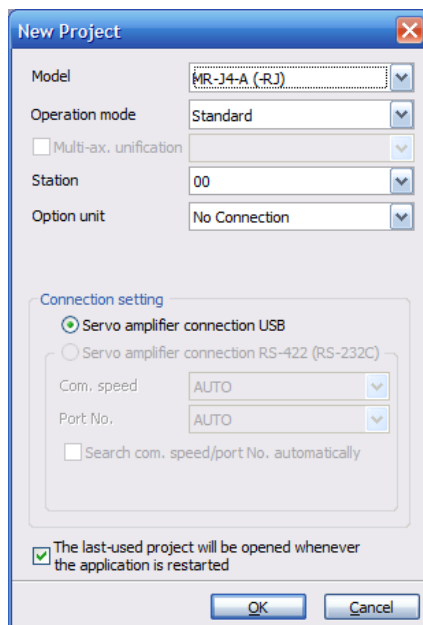 New Project
Model MR-J4-A (-RJ)
Operation mode Standard
Multi-ax. unification
Station 00
Option unit No Connection
Connection setting
Servo amplifier connection USB
Servo amplifier connection RS-422 (RS-232C)
Com. speed AUTO
Port No. AUTO
Search com. speed/port No. automatically
The last-used project will be opened whenever
the application is restarted
OK Cancel